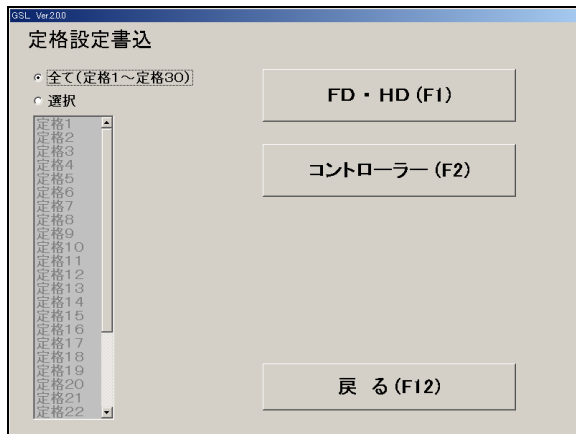 GSL Ver.2.0.0
定格設定書込
全て(定格1～定格30)
選択
定格1
定格2
定格3
定格4
定格5
定格6
定格7
定格8
定格9
定格10
定格11
定格12
定格13
定格14
定格15
定格16
定格17
定格18
定格19
定格20
定格21
定格22
FD・HD (F1)
コントローラー (F2)
戻 る (F12)